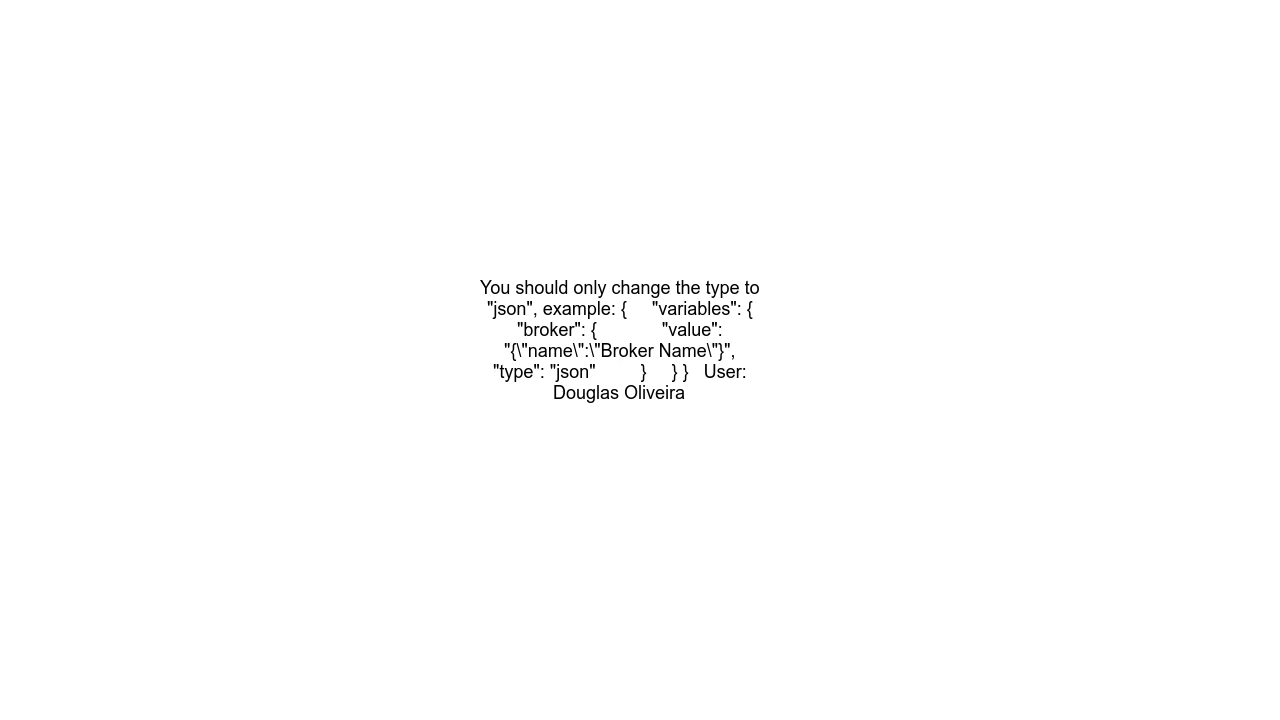 You should only change the type to
"json", example: {     "variables": {
"broker": {             "value":
"{\"name\":\"Broker Name\"}",
"type": "json"         }     } }   User:
Douglas Oliveira